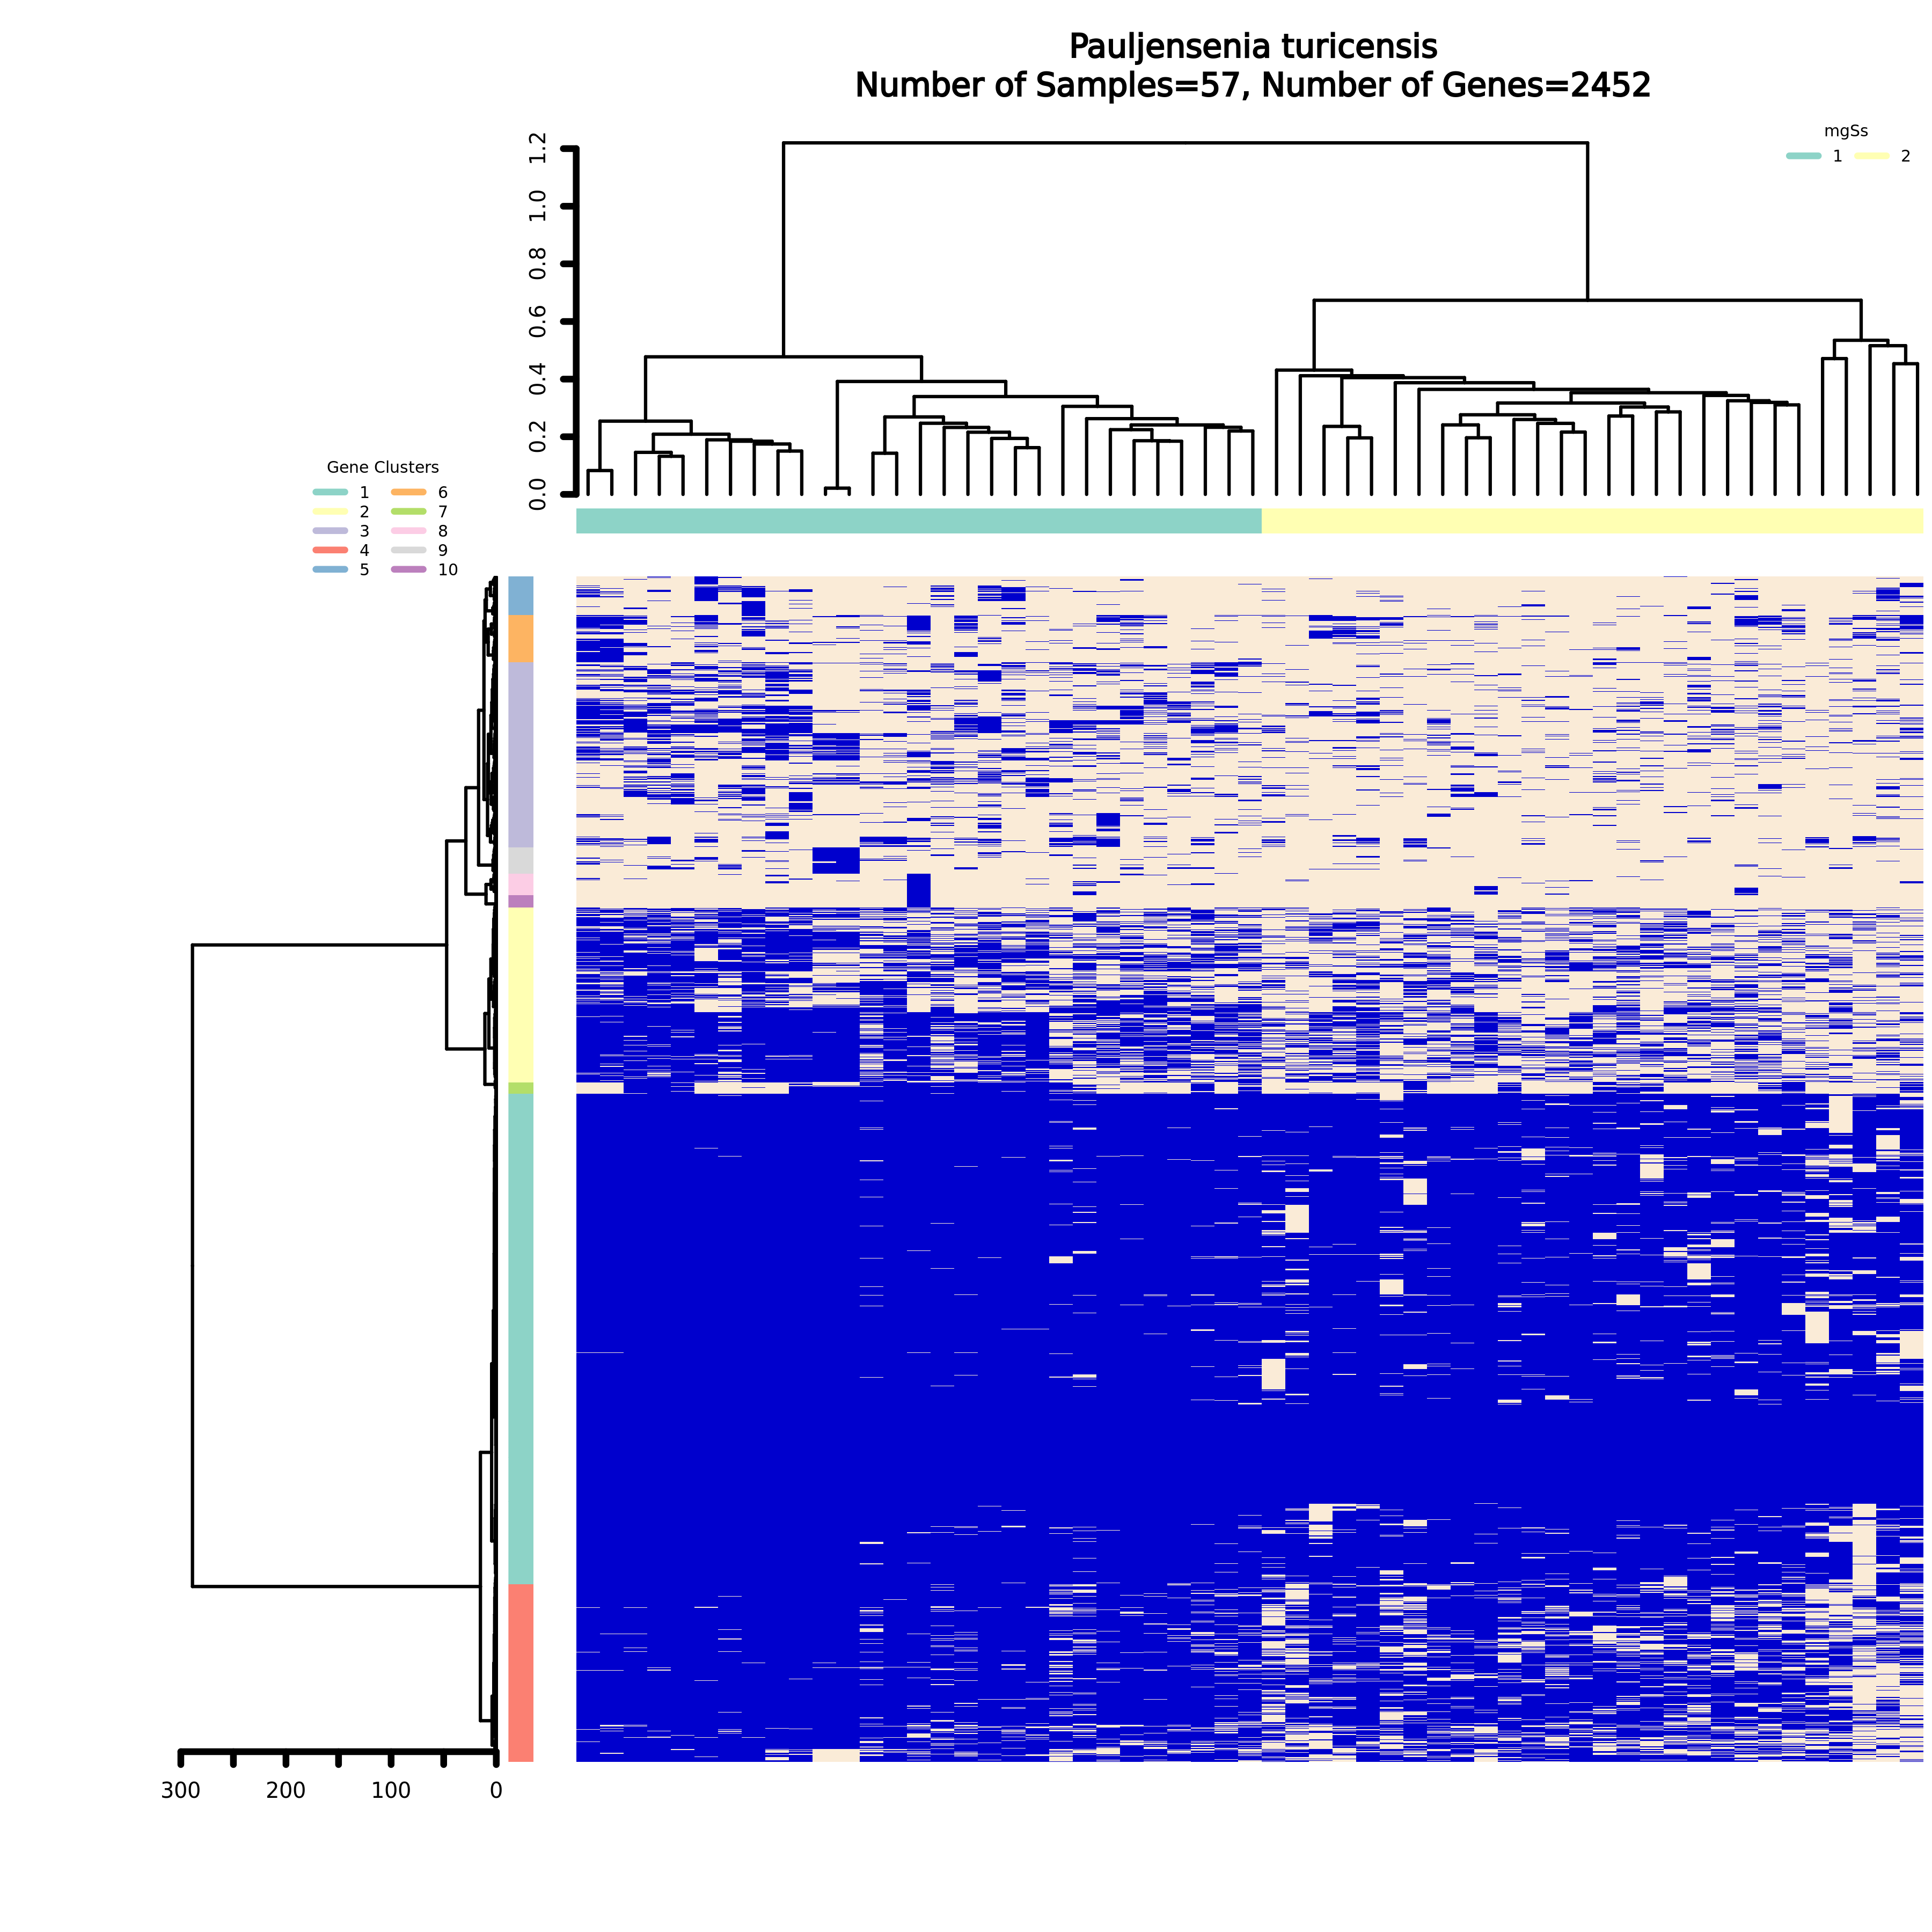 Pauljensenia turicensis
Number of Samples=57, Number of Genes=2452
mgSs
1 2
1.2
1.0
0.8
0.6
0.4
0.2
0.0
Gene Clusters
1 6
2 7
3 8
4 9
5 10
300 200 100 0